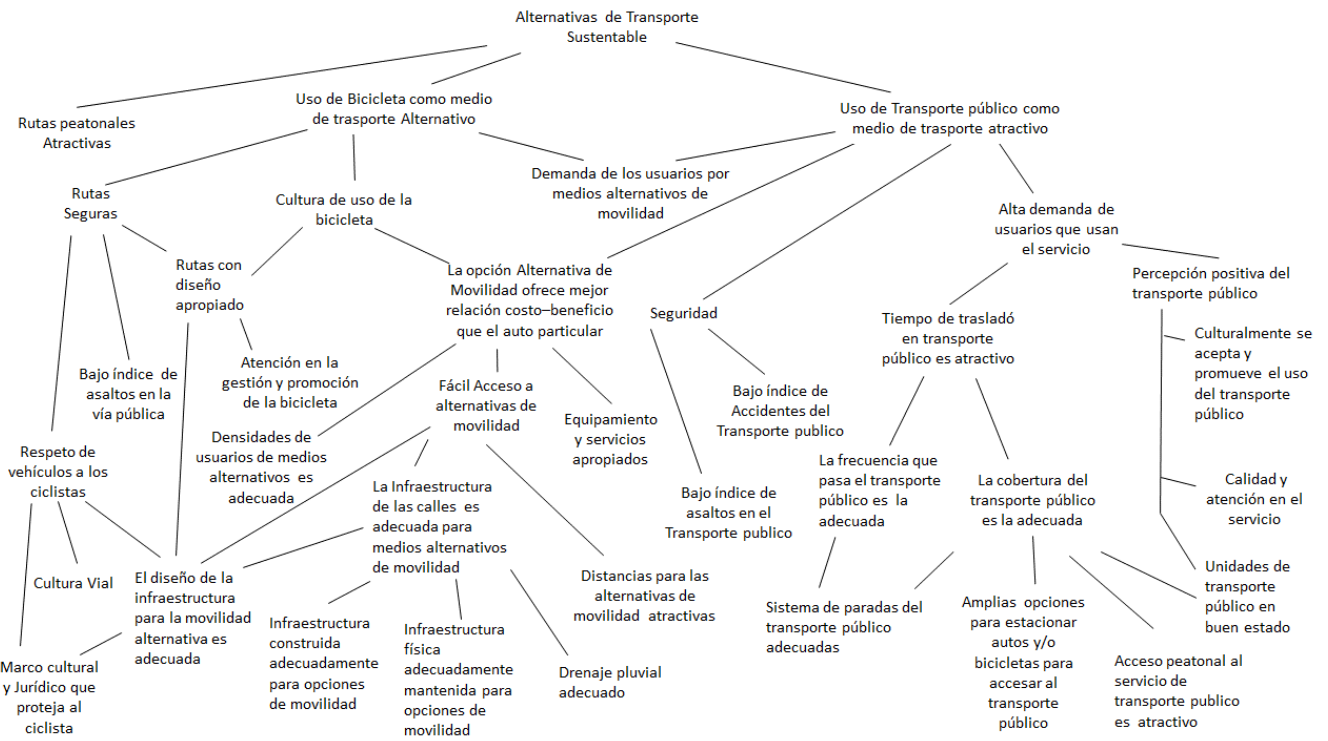 Alternativas de Transporte
Sustentable
Rutas peatonales
Atractivas
Uso de Bicicleta como medio
de trasporte Alternativo
Uso de Transporte público como
medio de trasporte atractivo
Demanda de los usuarios por
medios alternativos de
movilidad
Rutas
Seguras
Cultura de uso de la
bicicleta
Alta demanda de
usuarios que usan
el servicio
Rutas con
diseño
apropiado
La opción Alternativa de
Movilidad ofrece mejor
relación costo–beneficio
que el auto particular
Seguridad
Percepción positiva del
transporte público
Tiempo de trasladó
en transporte
público es atractivo
Culturalmente se
acepta y
promueve el uso
del transporte
público
Bajo índice de
asaltos en la
vía pública
Atención en la
gestión y promoción
de la bicicleta
Fácil Acceso a
alternativas de
movilidad
Bajo índice de
Accidentes del
Transporte publico
Equipamiento
y servicios
apropiados
Densidades de
usuarios de medios
alternativos es
adecuada
Respeto de
vehículos a los
ciclistas
La Infraestructura
de las calles es
adecuada para
medios alternativos
de movilidad
Bajo índice de
asaltos en el
Transporte publico
La frecuencia que
pasa el transporte
público es la
adecuada
La cobertura del
transporte público
es la adecuada
Calidad y
atención en el
servicio
Cultura Vial
El diseño de la
infraestructura
para la movilidad
alternativa es
adecuada
Distancias para las
alternativas de
movilidad atractivas
Unidades de
transporte
público en
buen estado
Marco cultural
y Jurídico que
proteja al
ciclista
Infraestructura
construida
adecuadamente
para opciones
de movilidad
Infraestructura
física
adecuadamente
mantenida para
opciones de
movilidad
Drenaje pluvial
adecuado
Sistema de paradas del
transporte público
adecuadas
Amplias opciones
para estacionar
autos y/o
bicicletas para
accesar al
transporte
público
Acceso peatonal al
servicio de
transporte publico
es atractivo